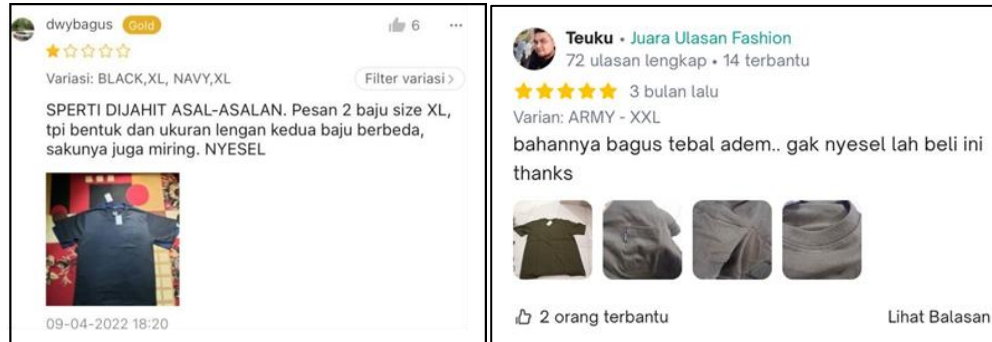 dwybagus Gold
6 ...
Variasi: BLACK,XL, NAVY,XL
Filter variasi >
SPERTI DIJAHIT ASAL-ASALAN. Pesan 2 baju size XL,
tpi bentuk dan ukuran lengan kedua baju berbeda,
sakunya juga miring. NYESEL
09-04-2022 18:20
Teuku • Juara Ulasan Fashion
72 ulasan lengkap • 14 terbantu
3 bulan lalu
Varian: ARMY - XXL
bahannya bagus tebal adem.. gak nyesel lah beli ini
thanks
2 orang terbantu
Lihat Balasan